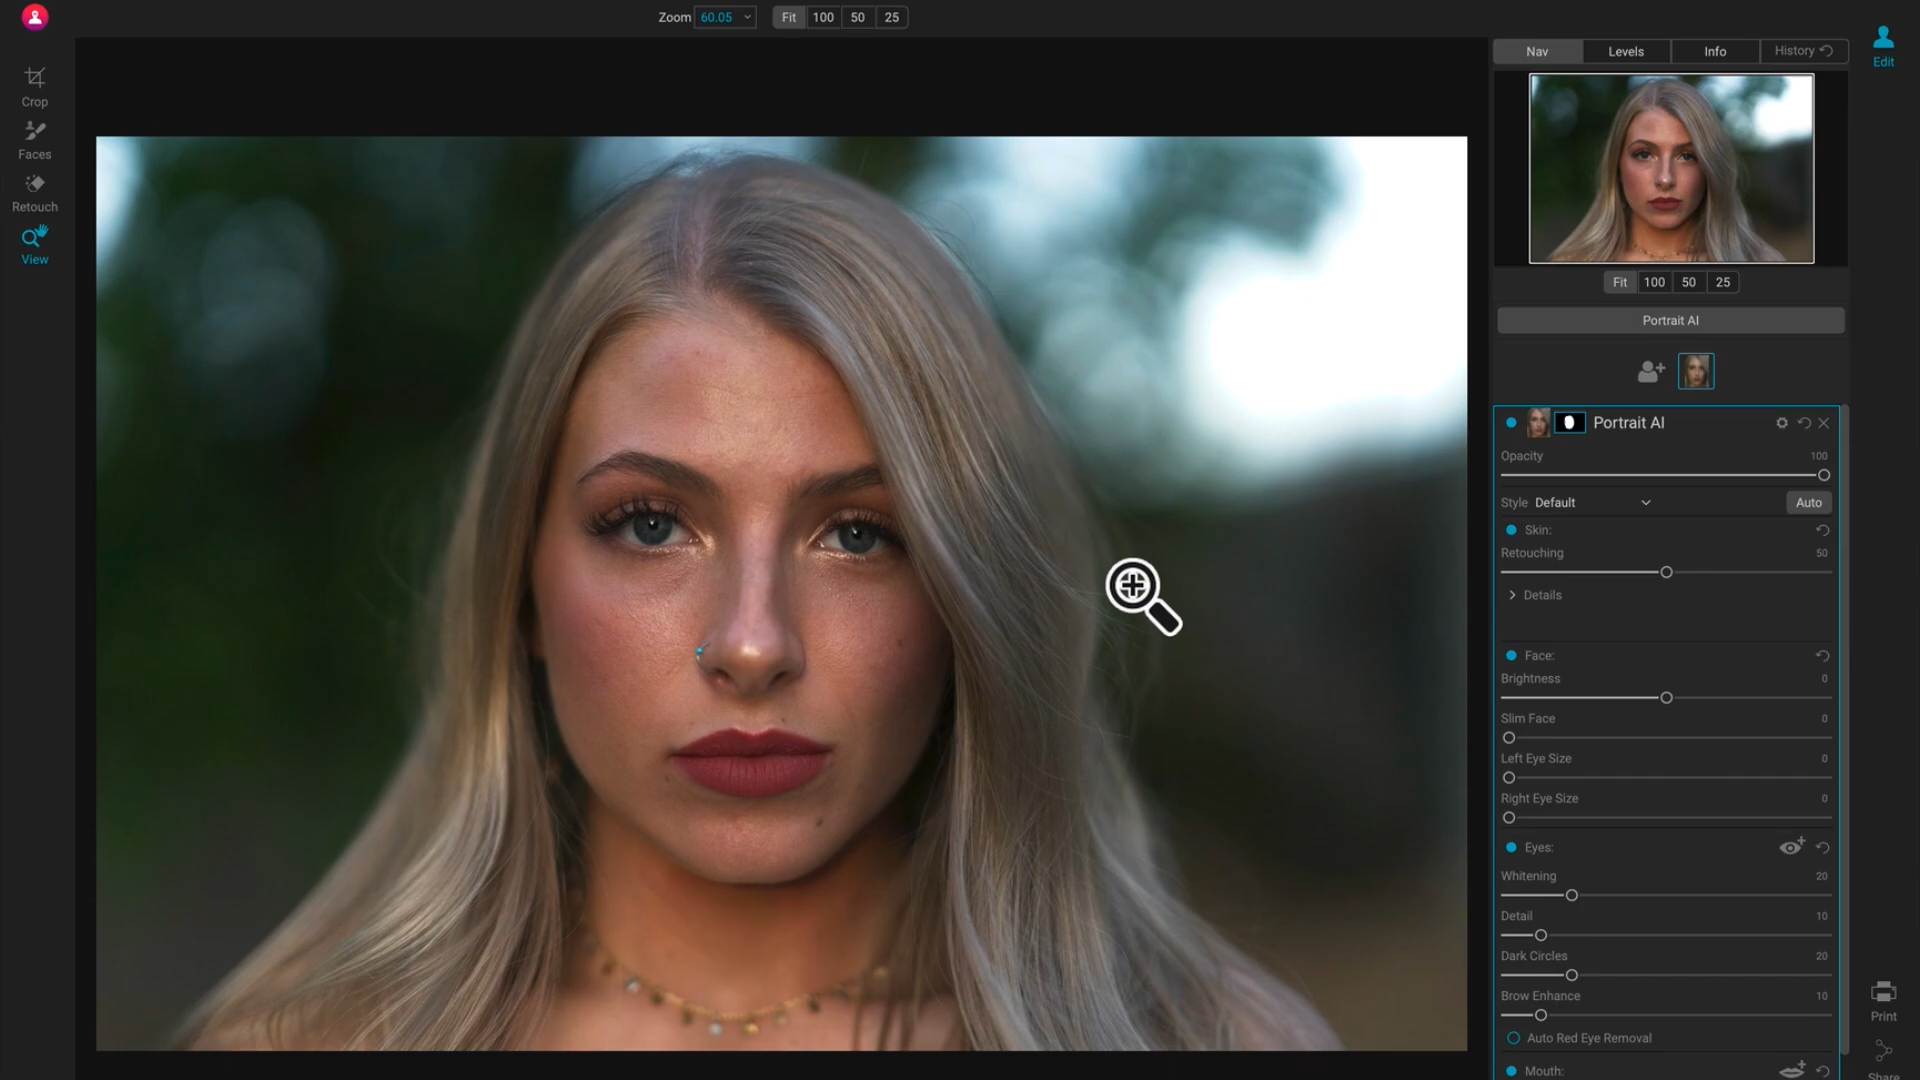 Zoom 60.05 Fit 100 50 25
Crop
Faces
Retouch
View
Nav Levels Info History
Edit
Fit 100 50 25
Portrait AI
Portrait AI
Opacity 100
Style Default Auto
Skin:
Retouching 50
Details
Face:
Brightness 0
Slim Face 0
Left Eye Size 0
Right Eye Size 0
Eyes:
Whitening 20
Detail 10
Dark Circles 20
Brow Enhance 10
Auto Red Eye Removal
Mouth:
Print
Share